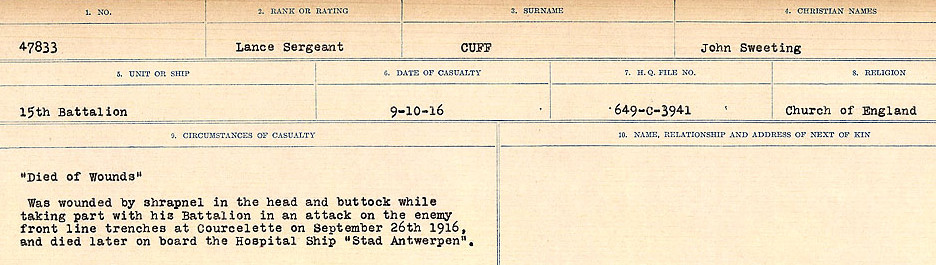 1. NO. 2. RANK OR RATING 3. SURNAME 4. CHRISTIAN NAMES
47833 Lance Sergeant CUFF John Sweeting
5. UNIT OR SHIP 6. DATE OF CASUALTY 7. H.Q. FILE NO. 8. RELIGION
15th Battalion 9-10-16 649-C-3941 Church of England
9. CIRCUMSTANCES OF CASUALTY 10. NAME, RELATIONSHIP AND ADDRESS OF NEXT OF KIN
"Died of Wounds"
Was wounded by shrapnel in the head and buttock while
taking part with his Battalion in an attack on the enemy
front line trenches at Courcelette on September 26th 1916,
and died later on board the Hospital Ship "Stad Antwerpen".